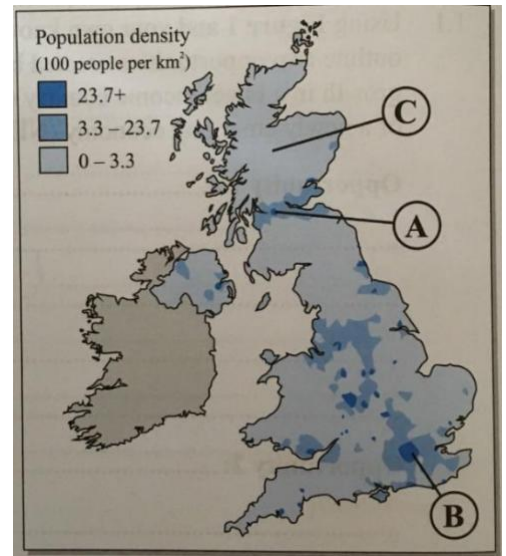 Population density
(100 people per km²)
23.7+
3.3 – 23.7
0 – 3.3
C
A
B